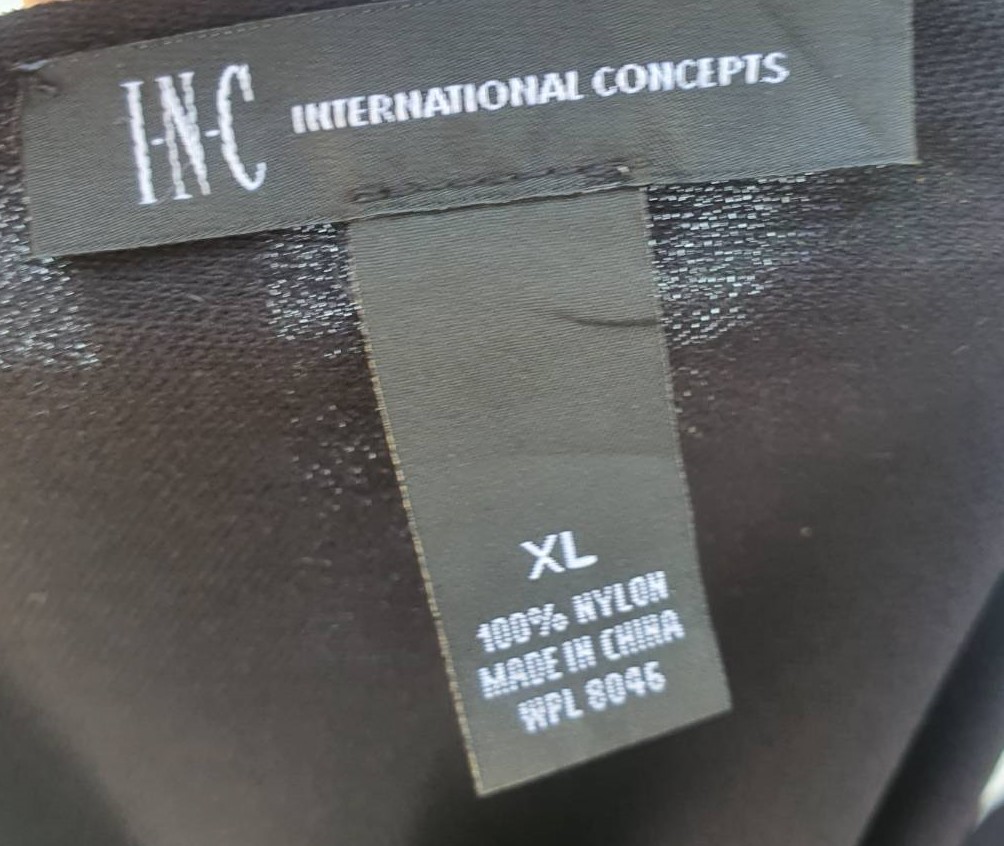 I·N·C INTERNATIONAL CONCEPTS
XL
100% NYLON
MADE IN CHINA
WPL 8046